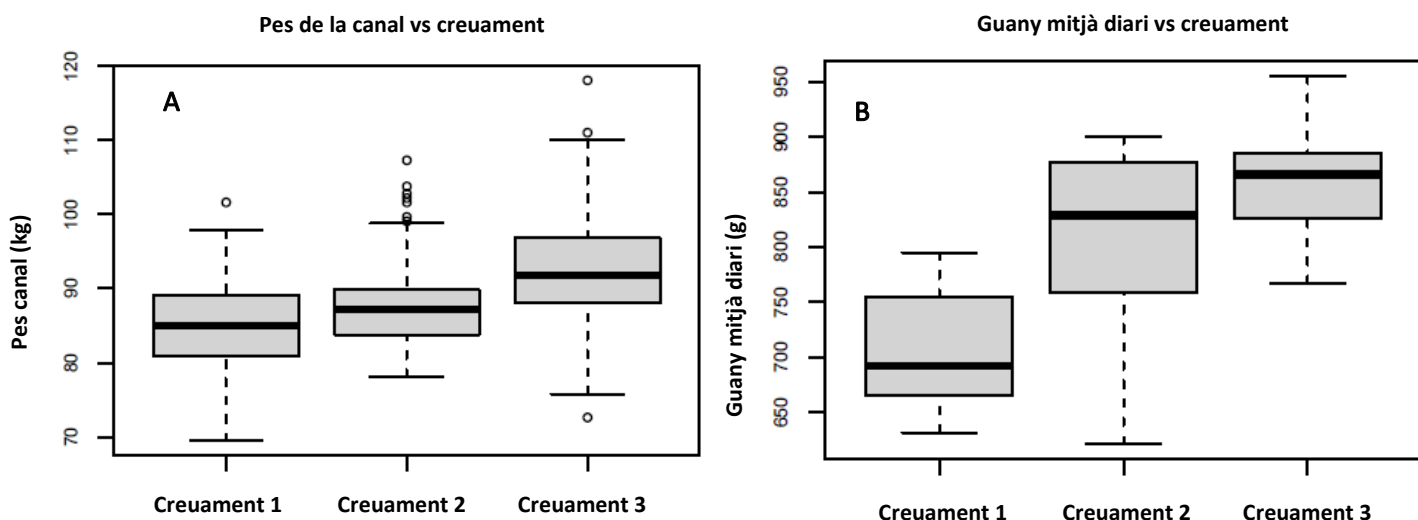 Pes de la canal vs creuament
A
Pes canal (kg)
120
110
100
90
80
70
Creuament 1 Creuament 2 Creuament 3
Guany mitjà diari vs creuament
B
Guany mitjà diari (g)
950
900
850
800
750
700
650
Creuament 1 Creuament 2 Creuament 3